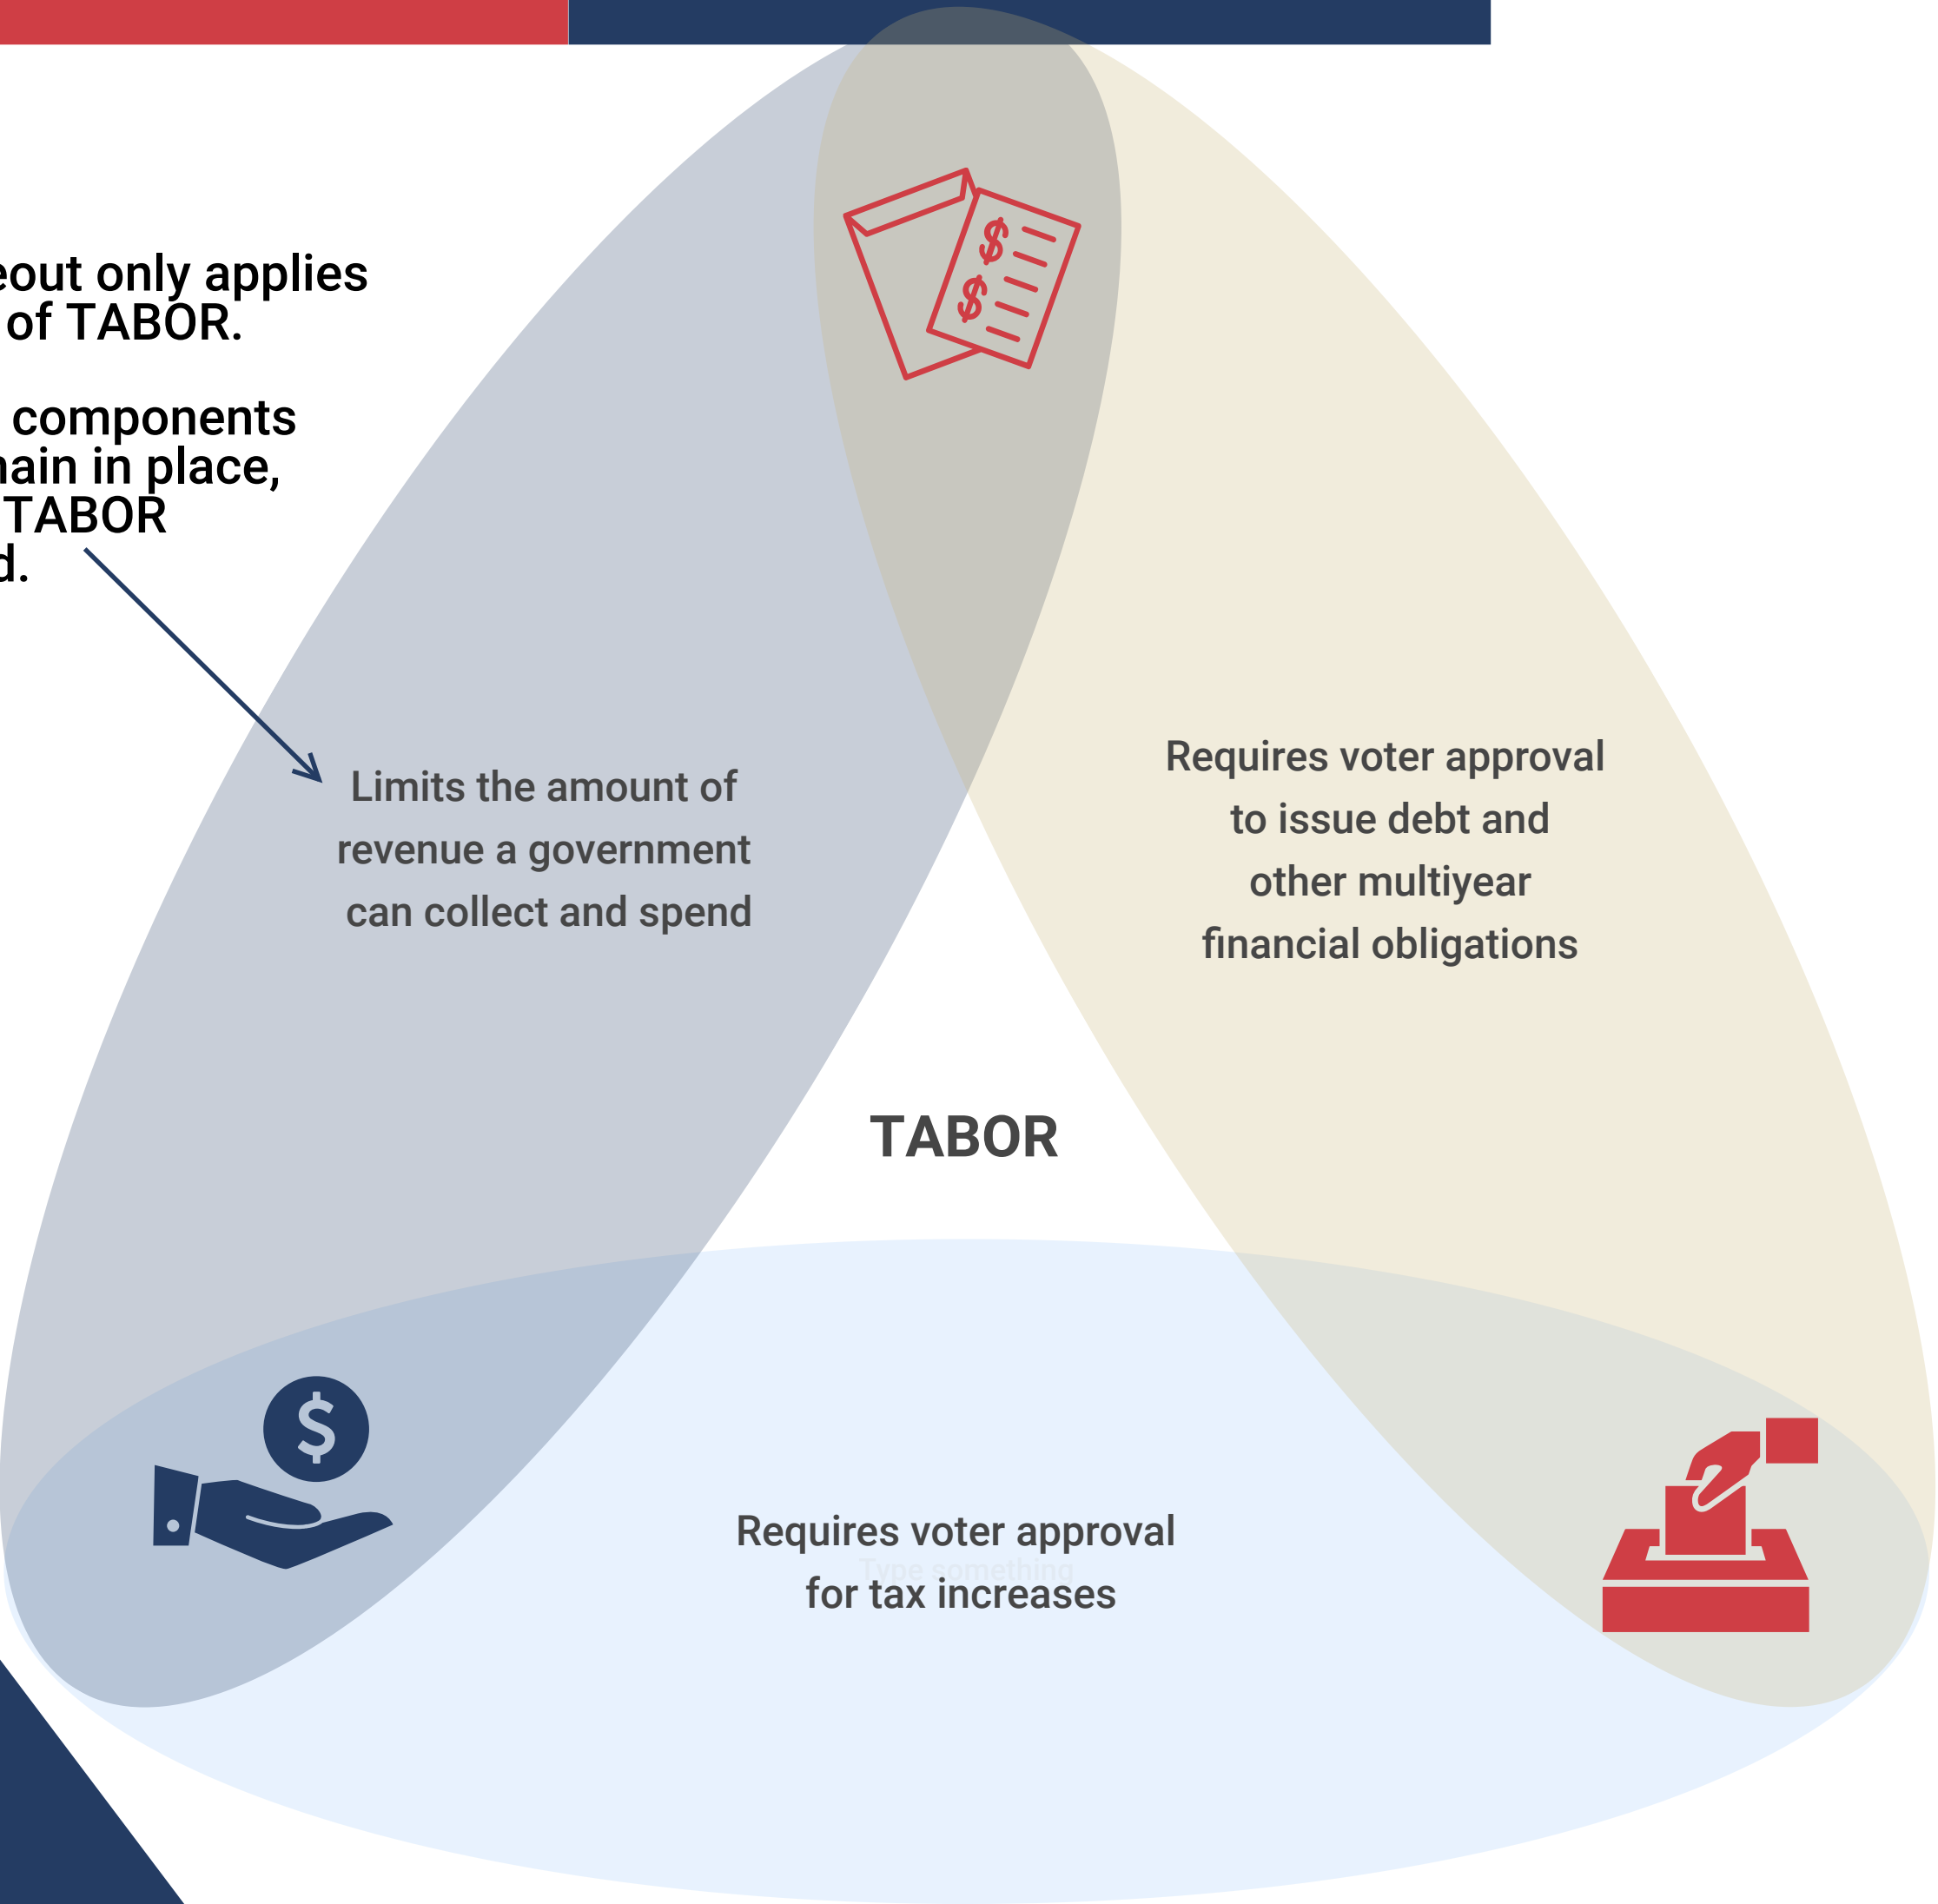 only applies
of TABOR.
components
in place,
TABOR
Limits the amount of
revenue a government
can collect and spend
Requires voter approval
to issue debt and
other multiyear
financial obligations
TABOR
Requires voter approval
Type something
for tax increases